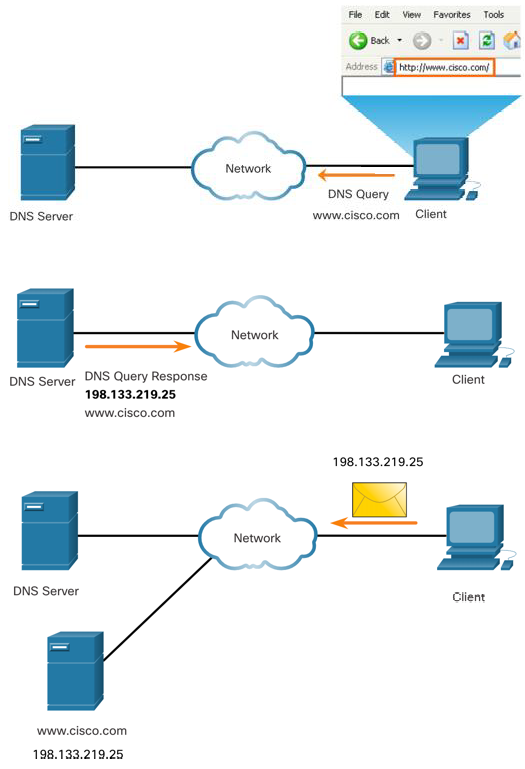 File Edit View Favorites Tools
Back
Address http://www.cisco.com/
Network
DNS Server
DNS Query
www.cisco.com
Client
Network
DNS Server
DNS Query Response
198.133.219.25
www.cisco.com
Client
198.133.219.25
Network
DNS Server
Client
www.cisco.com
198.133.219.25